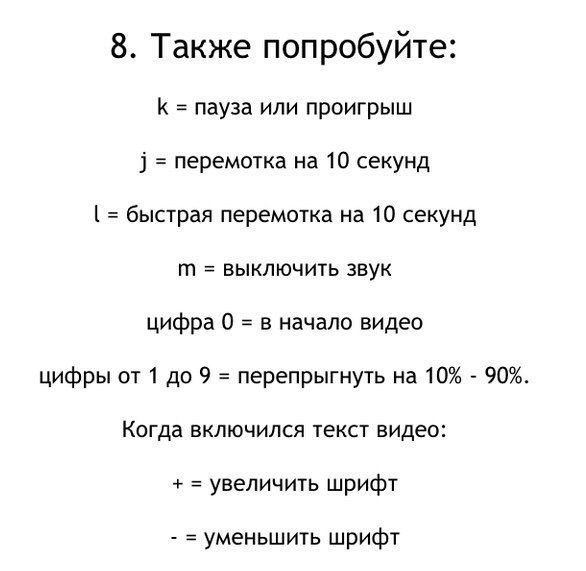 8. Также попробуйте:
k = пауза или проигрыш
j = перемотка на 10 секунд
l = быстрая перемотка на 10 секунд
m = выключить звук
цифра 0 = в начало видео
цифры от 1 до 9 = перепрыгнуть на 10% - 90%.
Когда включился текст видео:
+ = увеличить шрифт
- = уменьшить шрифт